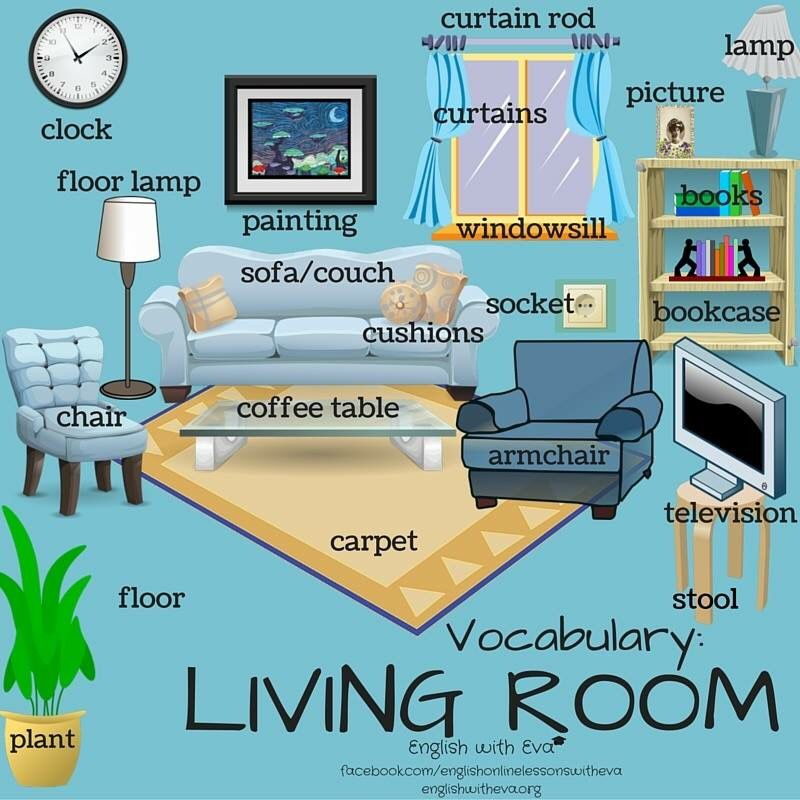 curtain rod
lamp
clock
curtains
picture
floor lamp
painting
books
windowsill
sofa/couch
socket
bookcase
cushions
chair
coffee table
armchair
television
carpet
floor
stool
Vocabulary:
LIVING ROOM
plant
English with Eva
facebook.com/englishonlinelessonswitheva
englishwitheva.org